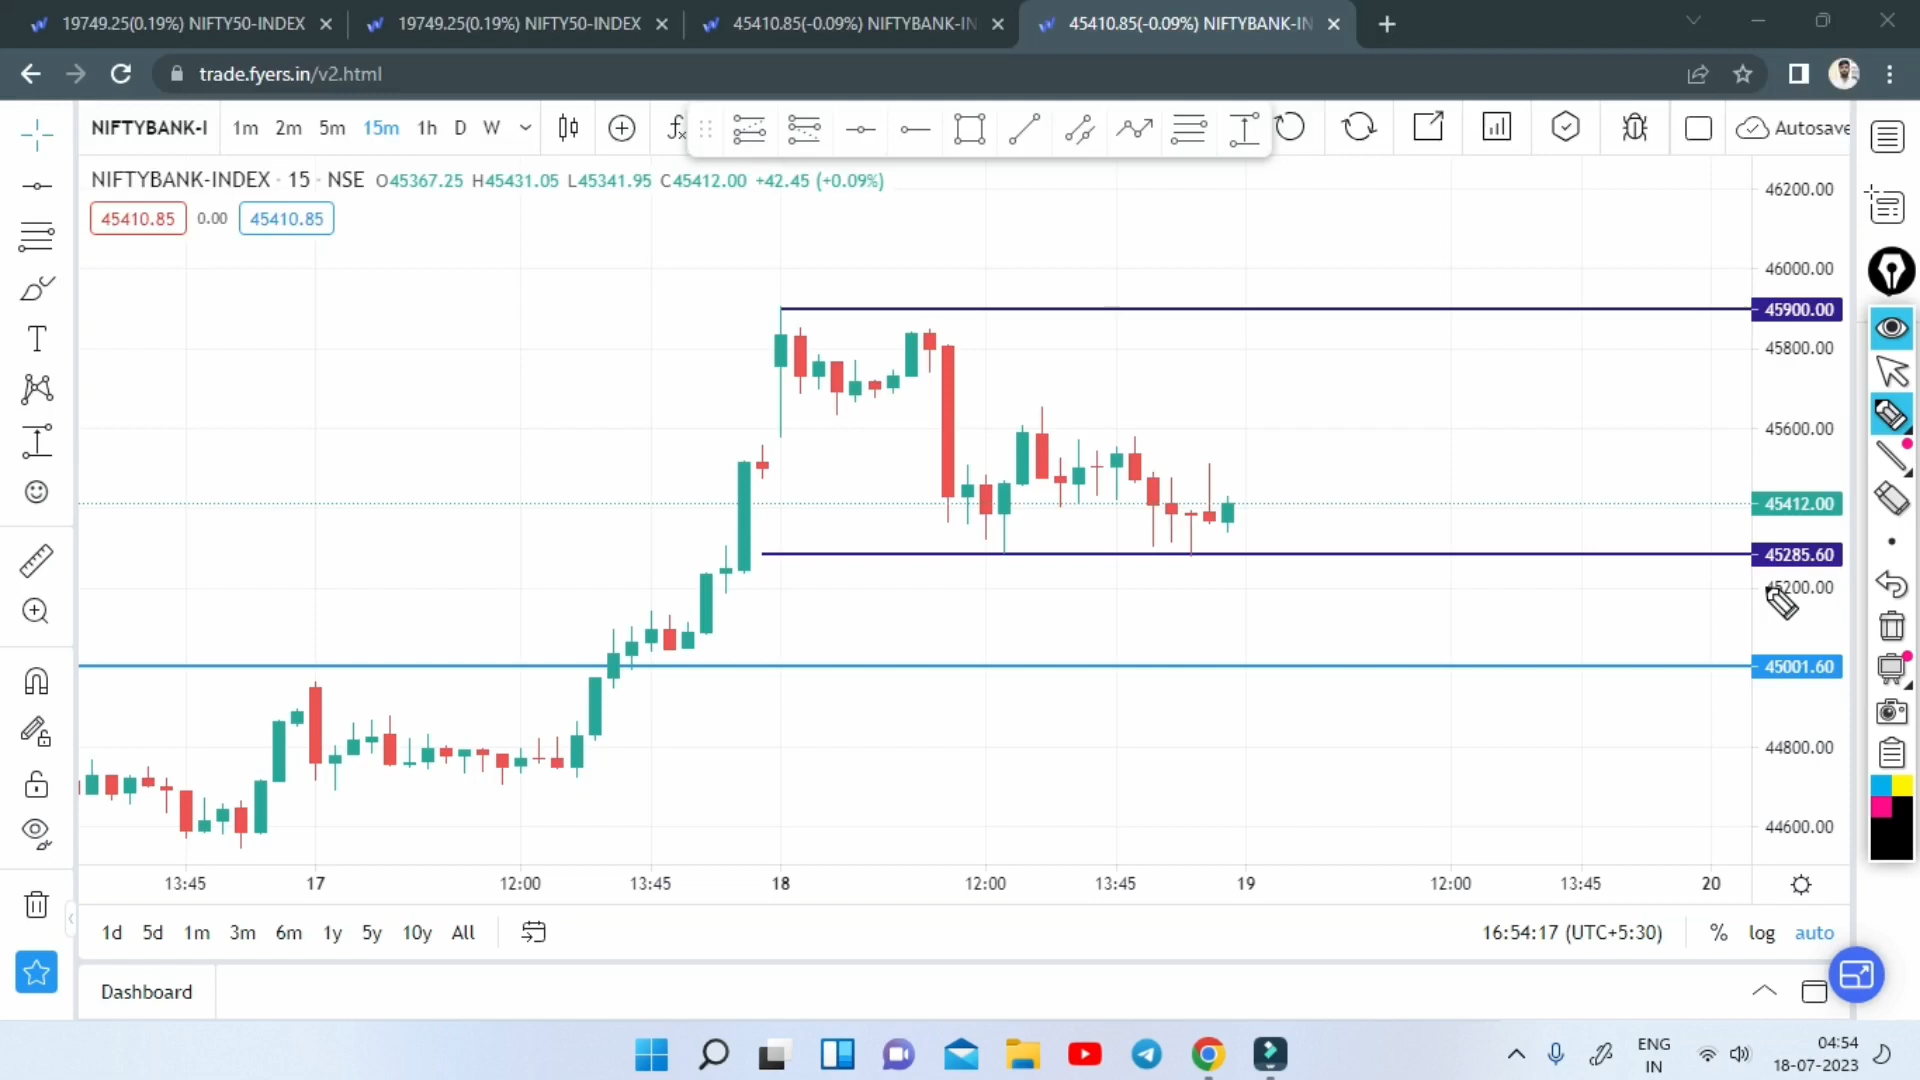 19749.25(0.19%) NIFTY50-INDEX
19749.25(0.19%) NIFTY50-INDEX
45410.85(-0.09%) NIFTYBANK-IN
45410.85(-0.09%) NIFTYBANK-IN
trade.fyers.in/v2.html
NIFTYBANK-I 1m 2m 5m 15m 1h D W Autosave
NIFTYBANK-INDEX · 15 · NSE O45367.25 H45431.05 L45341.95 C45412.00 +42.45 (+0.09%)
45410.85 0.00 45410.85
46200.00
46000.00
45900.00
45800.00
45600.00
45412.00
45285.60
45200.00
45001.60
44800.00
44600.00
13:45 17 12:00 13:45 18 12:00 13:45 19 12:00 13:45 20
1d 5d 1m 3m 6m 1y 5y 10y All 16:54:17 (UTC+5:30) % log auto
Dashboard
ENG
IN
04:54
18-07-2023